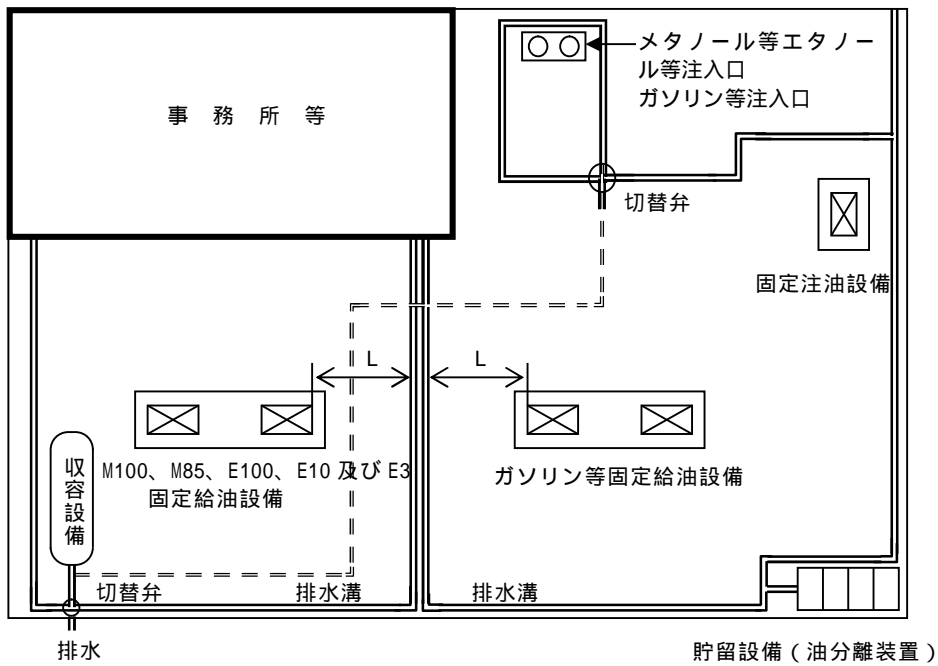 メタノール等エタノー
ル等注入口
ガソリン等注入口
事務所等
切替弁
固定注油設備
L
L
M100、M85、E100、E10 及び E3
固定給油設備
ガソリン等固定給油設備
収容設備
切替弁
排水溝
排水溝
排水
貯留設備（油分離装置）